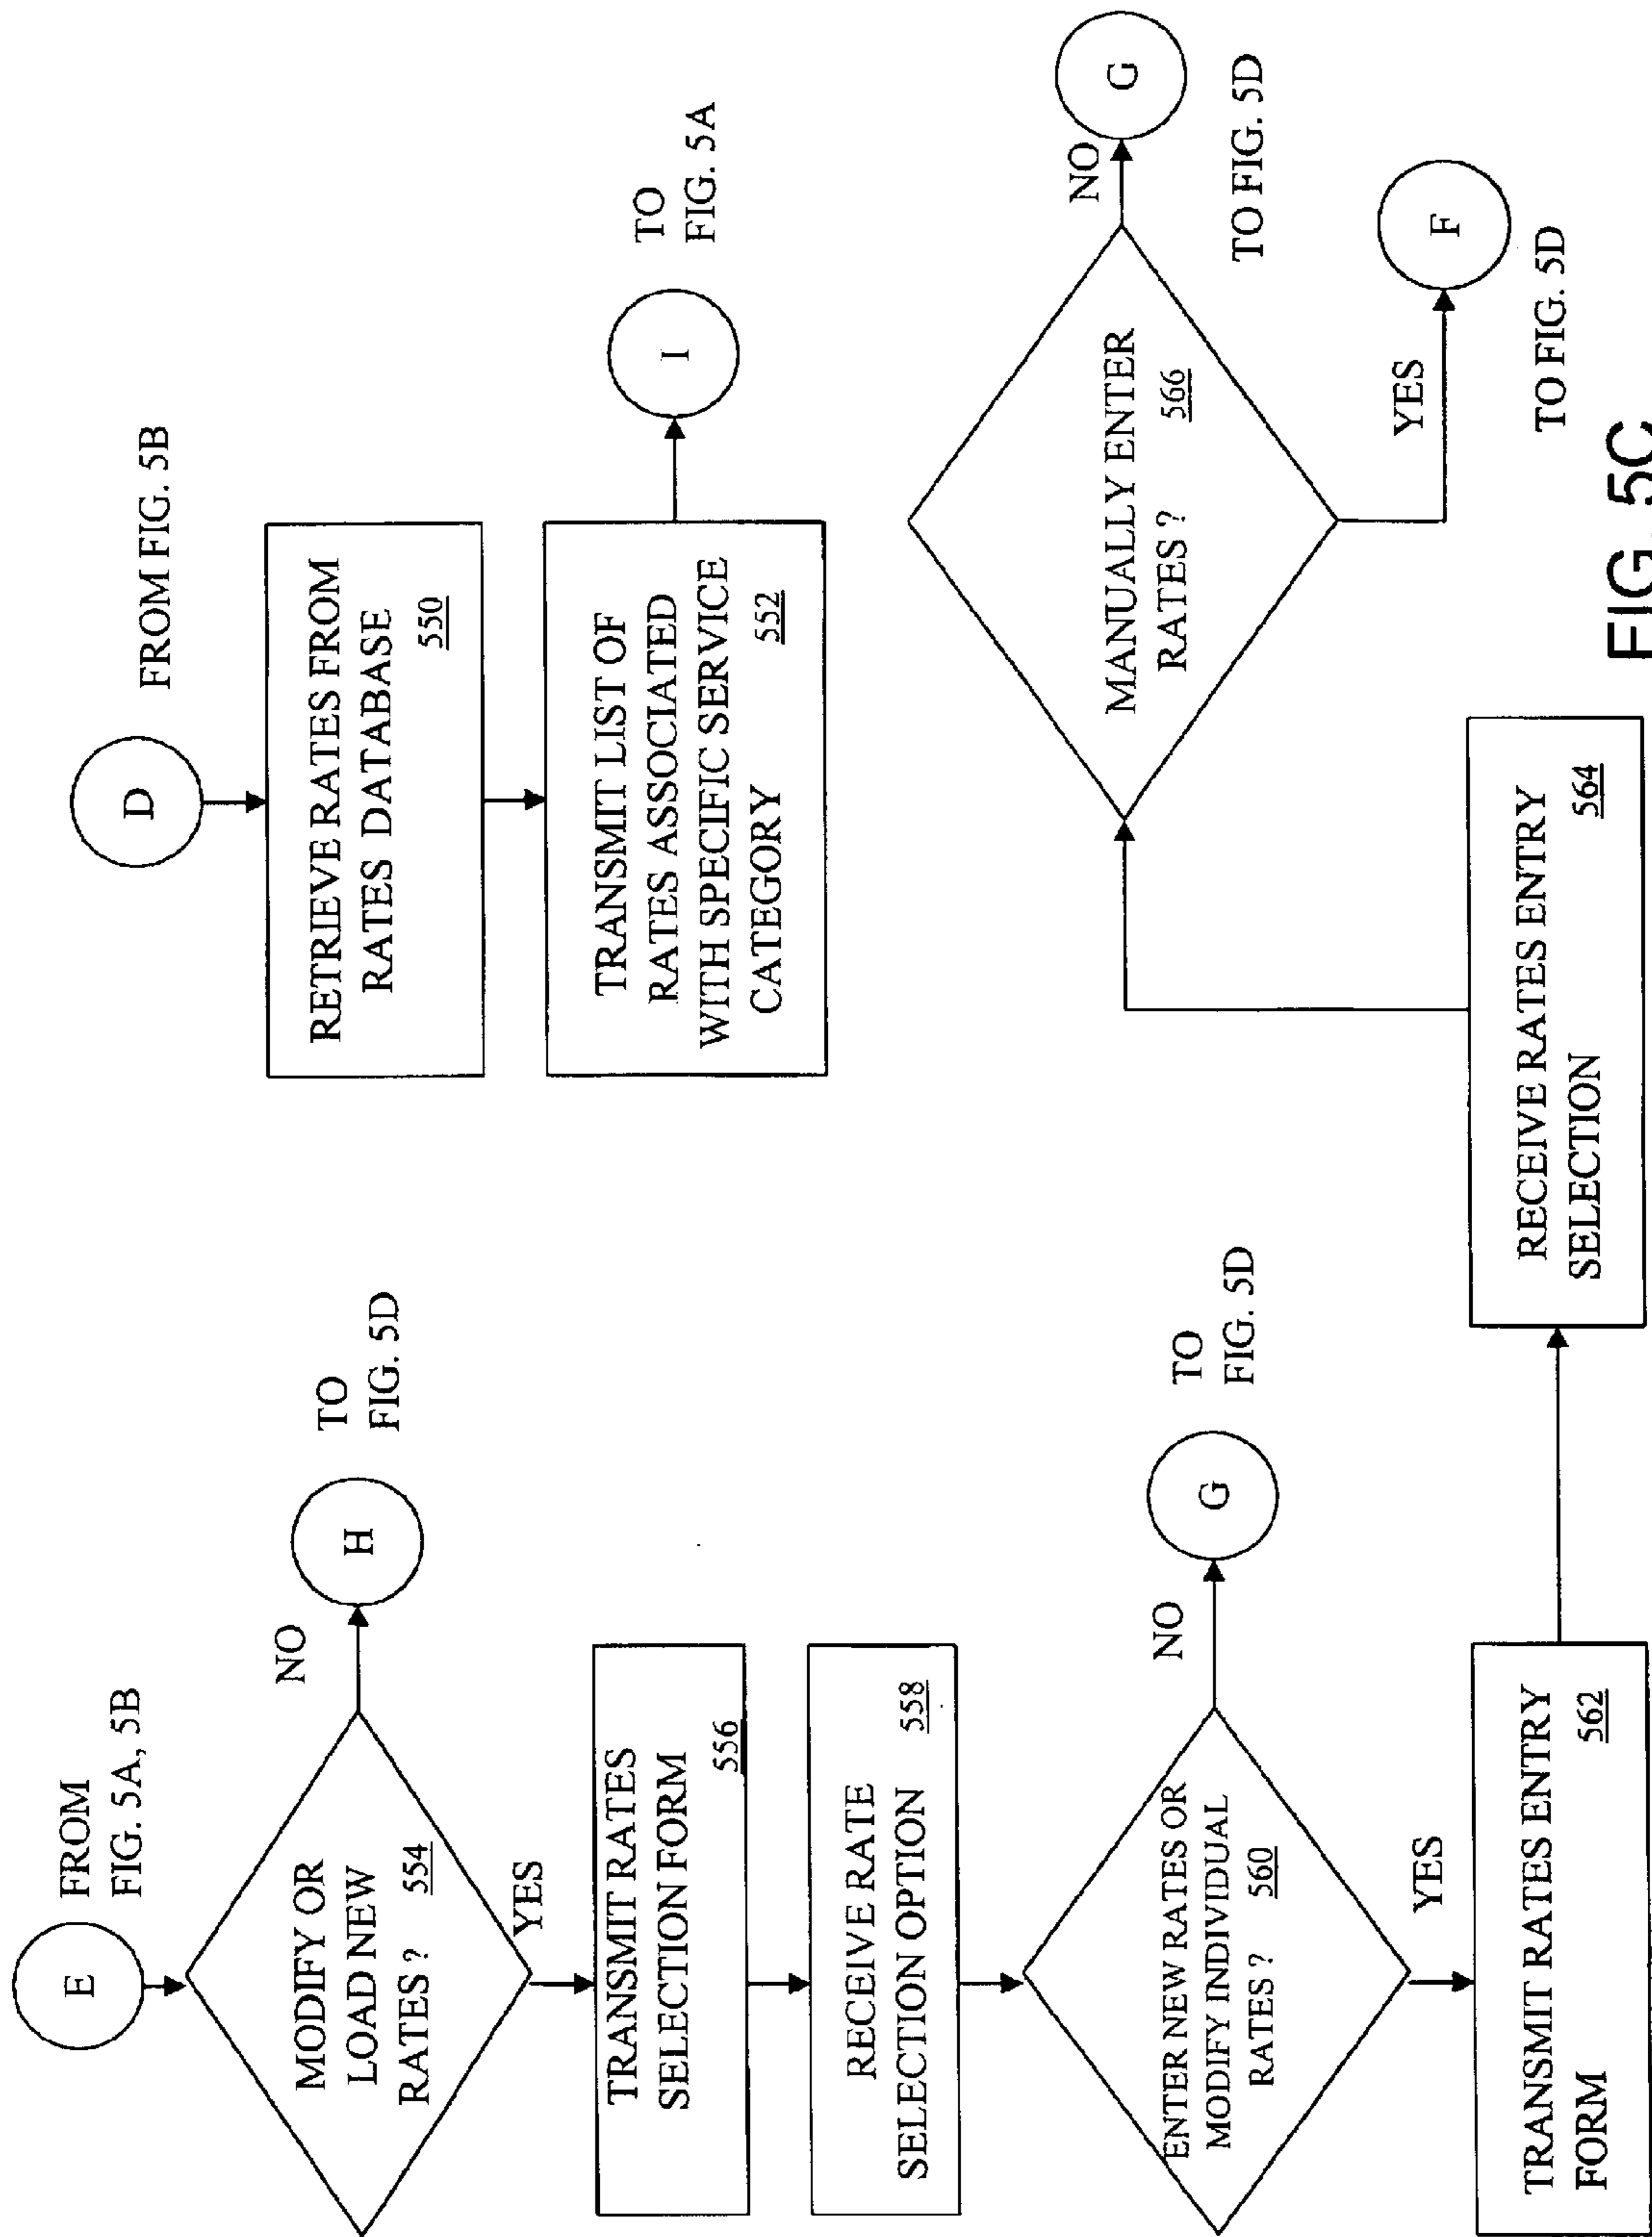 E
FROM
FIG. 5A, 5B
MODIFY OR
LOAD NEW
RATES ?
554
NO
H
TO
FIG. 5D
YES
TRANSMIT RATES
SELECTION FORM
556
RECEIVE RATE
SELECTION OPTION
558
ENTER NEW RATES OR
MODIFY INDIVIDUAL
RATES ?
560
NO
G
TO
FIG. 5D
YES
TRANSMIT RATES ENTRY
FORM
562
D
FROM FIG. 5B
RETRIEVE RATES FROM
RATES DATABASE
550
TRANSMIT LIST OF
RATES ASSOCIATED
WITH SPECIFIC SERVICE
CATEGORY
552
I
TO
FIG. 5A
RECEIVE RATES ENTRY
SELECTION
564
MANUALLY ENTER
RATES ?
566
NO
G
TO FIG. 5D
YES
F
TO FIG. 5D
FIG. 5C